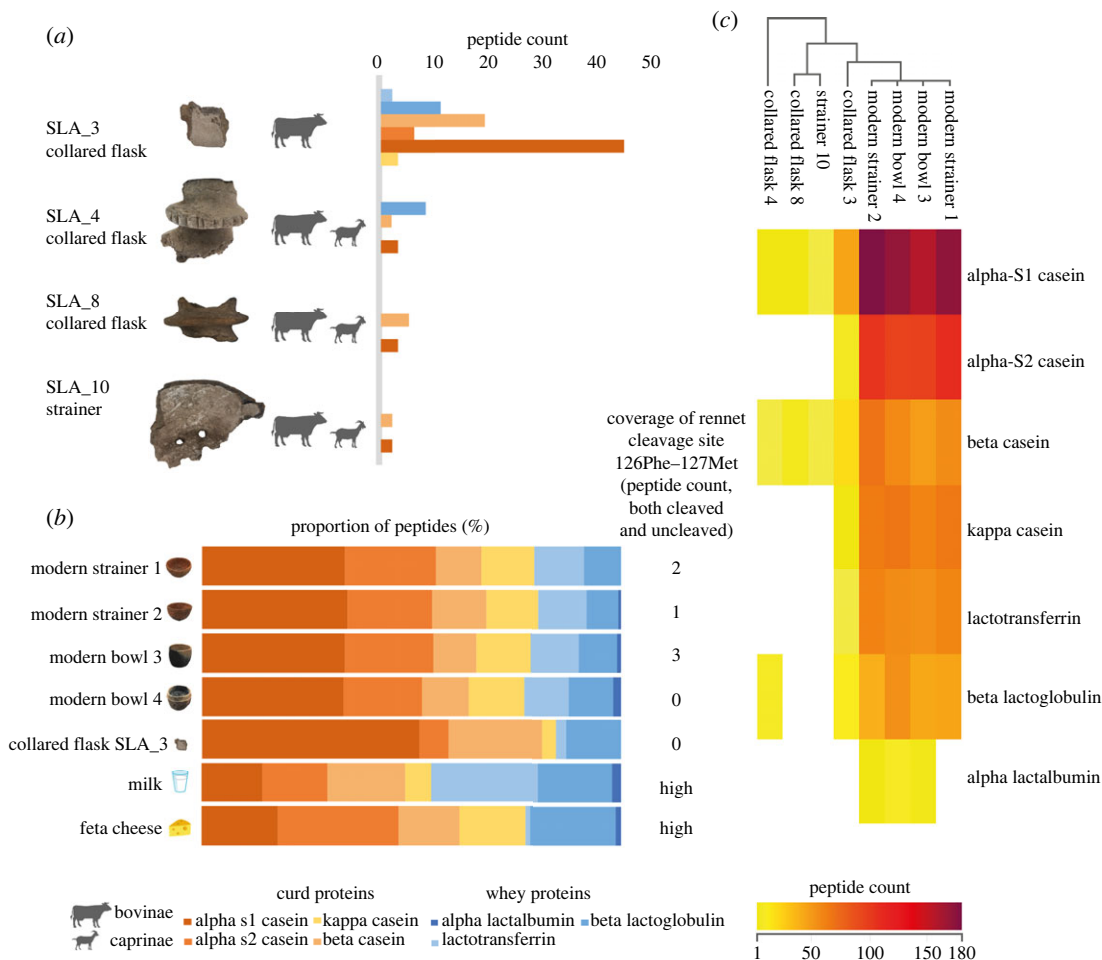 (a)
peptide count
0 10 20 30 40 50
SLA_3
collared flask
SLA_4
collared flask
SLA_8
collared flask
SLA_10
strainer
(b)
proportion of peptides (%)
coverage of rennet
cleavage site
126Phe–127Met
(peptide count,
both cleaved
and uncleaved)
modern strainer 1
2
modern strainer 2
1
modern bowl 3
3
modern bowl 4
0
collared flask SLA_3
0
milk
high
feta cheese
high
bovinae
caprinae
curd proteins
alpha s1 casein kappa casein
alpha s2 casein beta casein
whey proteins
alpha lactalbumin beta lactoglobulin
lactotransferrin
(c)
collared flask 4
collared flask 8
strainer 10
collared flask 3
modern strainer 2
modern bowl 4
modern bowl 3
modern strainer 1
alpha-S1 casein
alpha-S2 casein
beta casein
kappa casein
lactotransferrin
beta lactoglobulin
alpha lactalbumin
peptide count
1 50 100 150 180